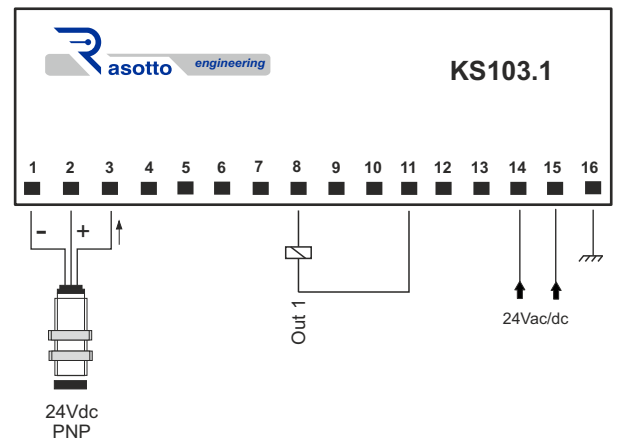 Rasotto engineering
KS103.1
1 2 3 4 5 6 7 8 9 10 11 12 13 14 15 16
- +
Out 1
24Vac/dc
24Vdc
PNP